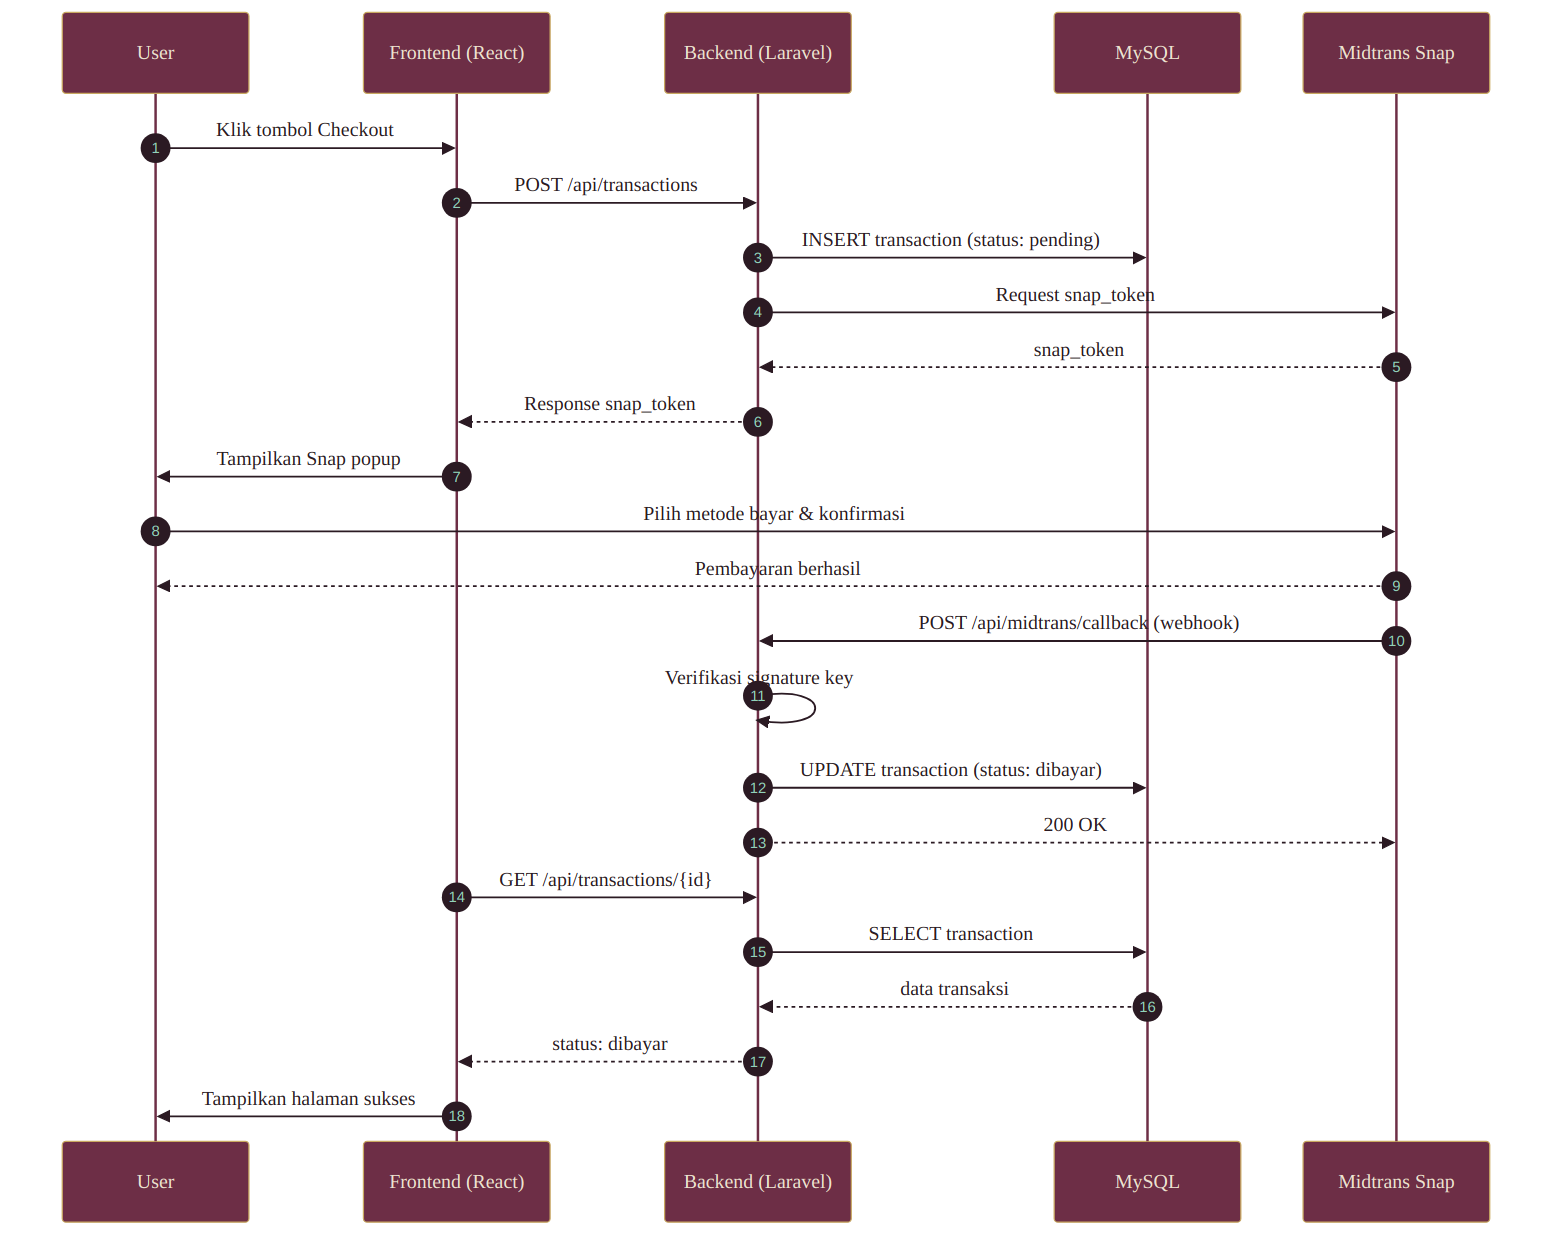 User
Frontend (React)
Backend (Laravel)
MySQL
Midtrans Snap
Klik tombol Checkout
1
POST /api/transactions
2
INSERT transaction (status: pending)
3
Request snap_token
4
snap_token
5
Response snap_token
6
Tampilkan Snap popup
7
Pilih metode bayar & konfirmasi
8
Pembayaran berhasil
9
POST /api/midtrans/callback (webhook)
10
Verifikasi signature key
11
UPDATE transaction (status: dibayar)
12
200 OK
13
GET /api/transactions/{id}
14
SELECT transaction
15
data transaksi
16
status: dibayar
17
Tampilkan halaman sukses
18
User
Frontend (React)
Backend (Laravel)
MySQL
Midtrans Snap